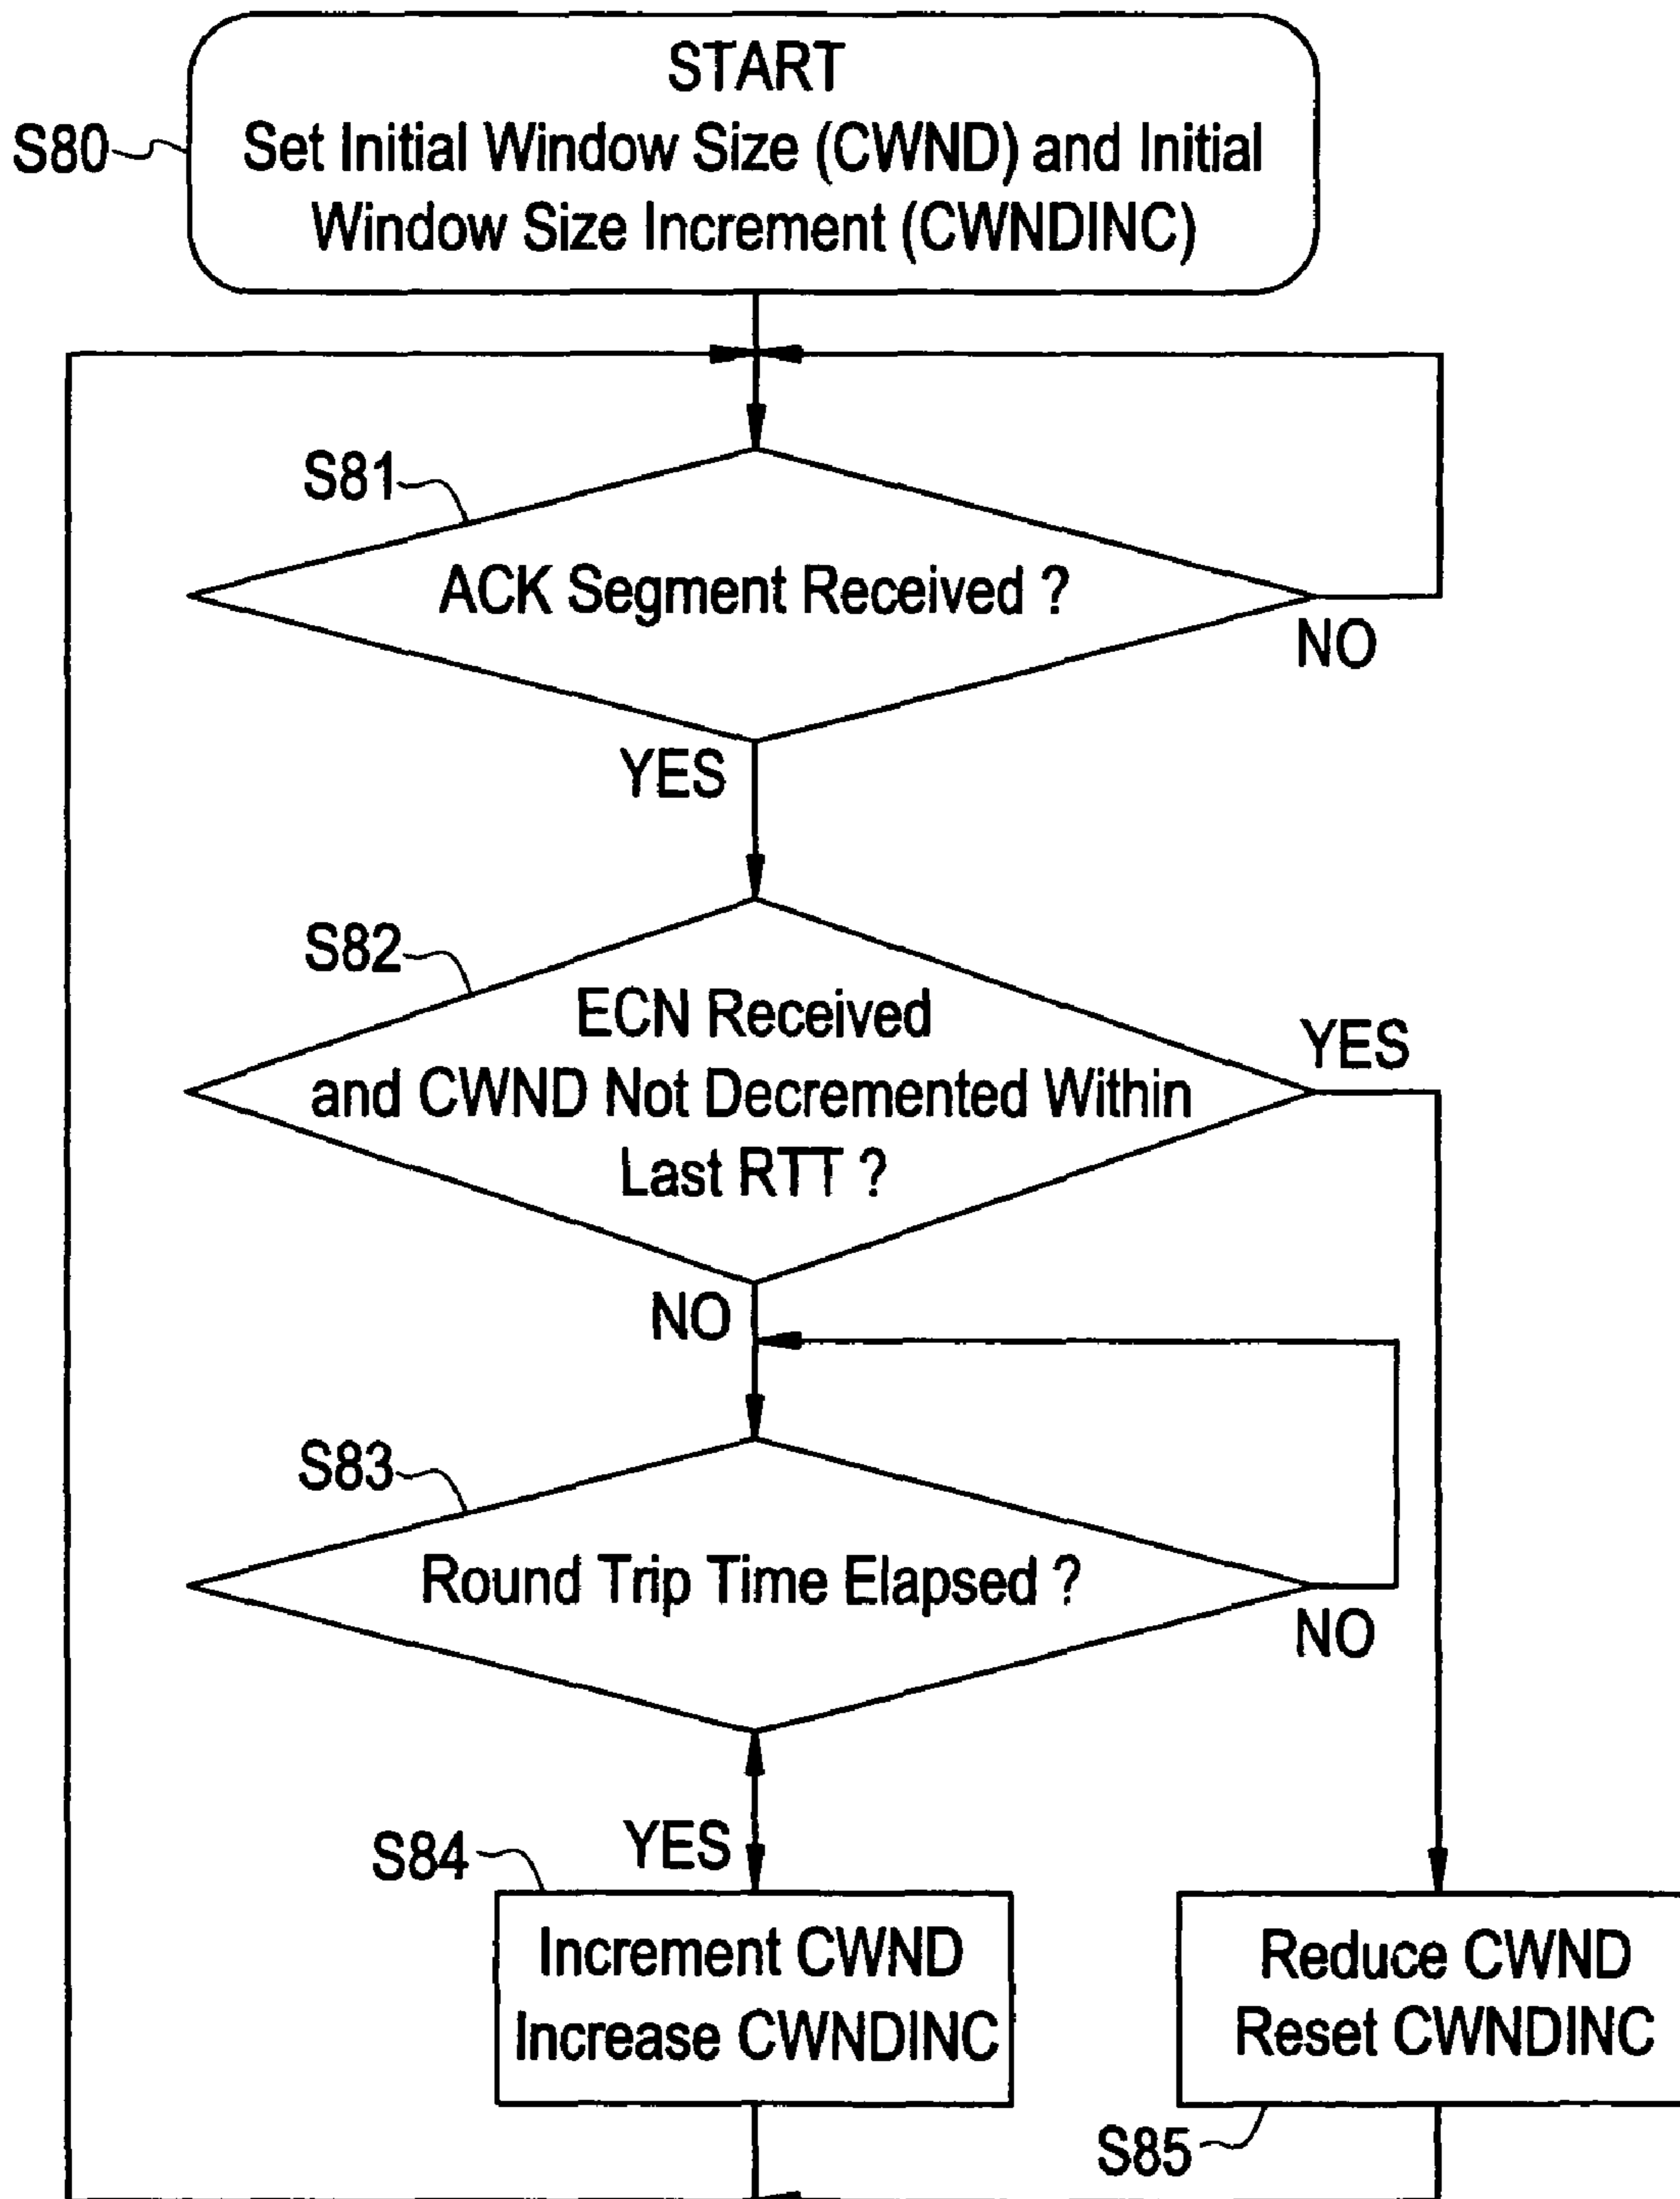 START
S80
Set Initial Window Size (CWND) and Initial
Window Size Increment (CWNDINC)
S81
ACK Segment Received ?
NO
YES
S82
ECN Received
and CWND Not Decremented Within
Last RTT ?
YES
NO
S83
Round Trip Time Elapsed ?
NO
YES
S84
Increment CWND
Increase CWNDINC
Reduce CWND
Reset CWNDINC
S85